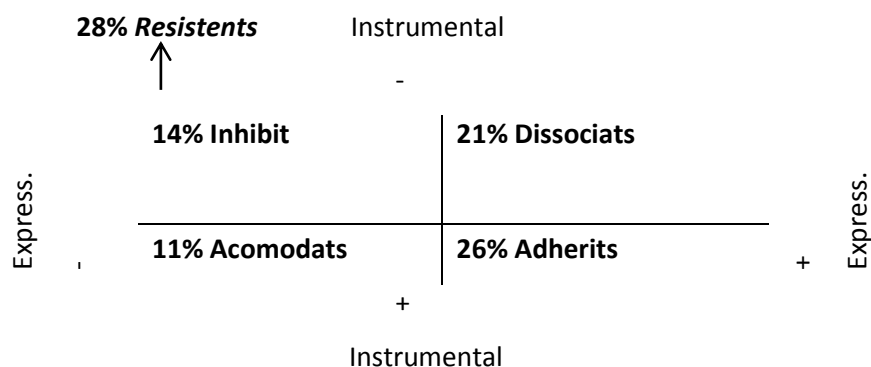 28% Resistents Instrumental
-
14% Inhibit 21% Dissociats
Express.
Express.
11% Acomodats 26% Adherits
- +
+
Instrumental